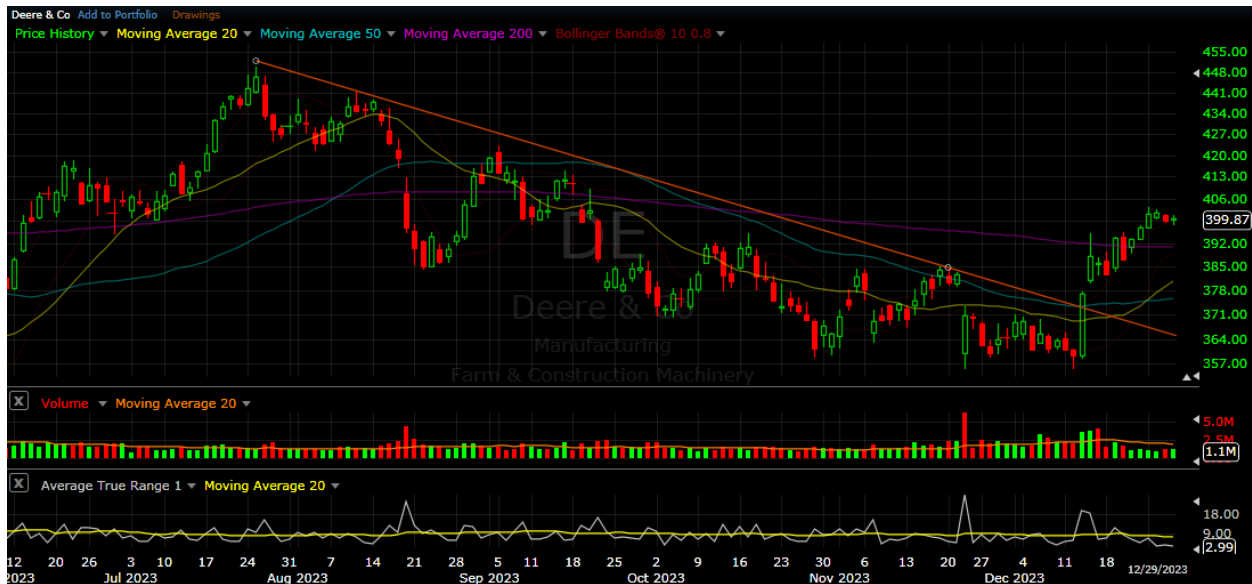 Deere & Co Add to Portfolio Drawings
Price History Moving Average 20 Moving Average 50 Moving Average 200 Bollinger Bands® 10 0.8
455.00
448.00
441.00
434.00
427.00
420.00
413.00
406.00
399.87
392.00
385.00
378.00
371.00
364.00
357.00
DE
Deere & Co
Manufacturing
Farm & Construction Machinery
X Volume Moving Average 20
5.0M
2.5M
1.1M
X Average True Range 1 Moving Average 20
18.00
9.00
2.99
12 20 26 3 10 17 24 31 7 14 21 28 5 11 18 25 2 9 16 23 30 6 13 20 27 4 11 18 12/29/2023
2023 Jul 2023 Aug 2023 Sep 2023 Oct 2023 Nov 2023 Dec 2023